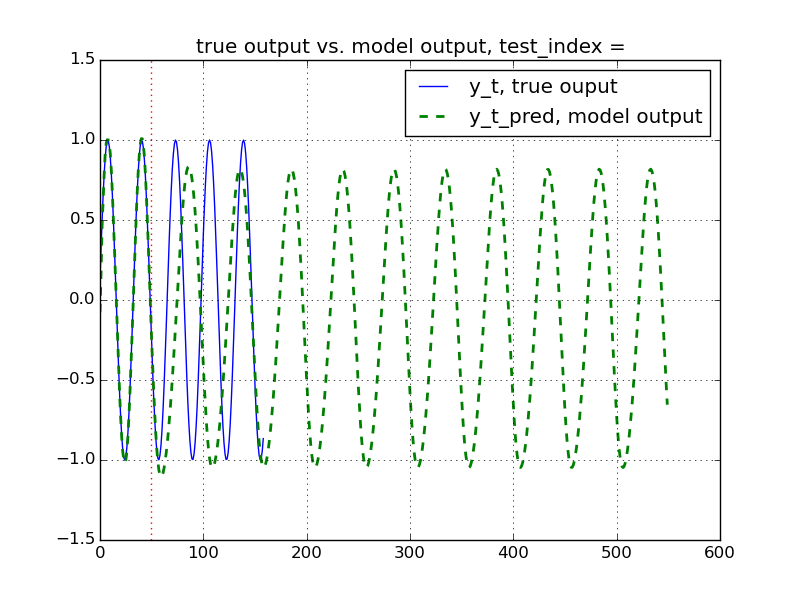 true output vs. model output, test_index =
y_t, true ouput
y_t_pred, model output
1.5
1.0
0.5
0.0
−0.5
−1.0
−1.5
0 100 200 300 400 500 600